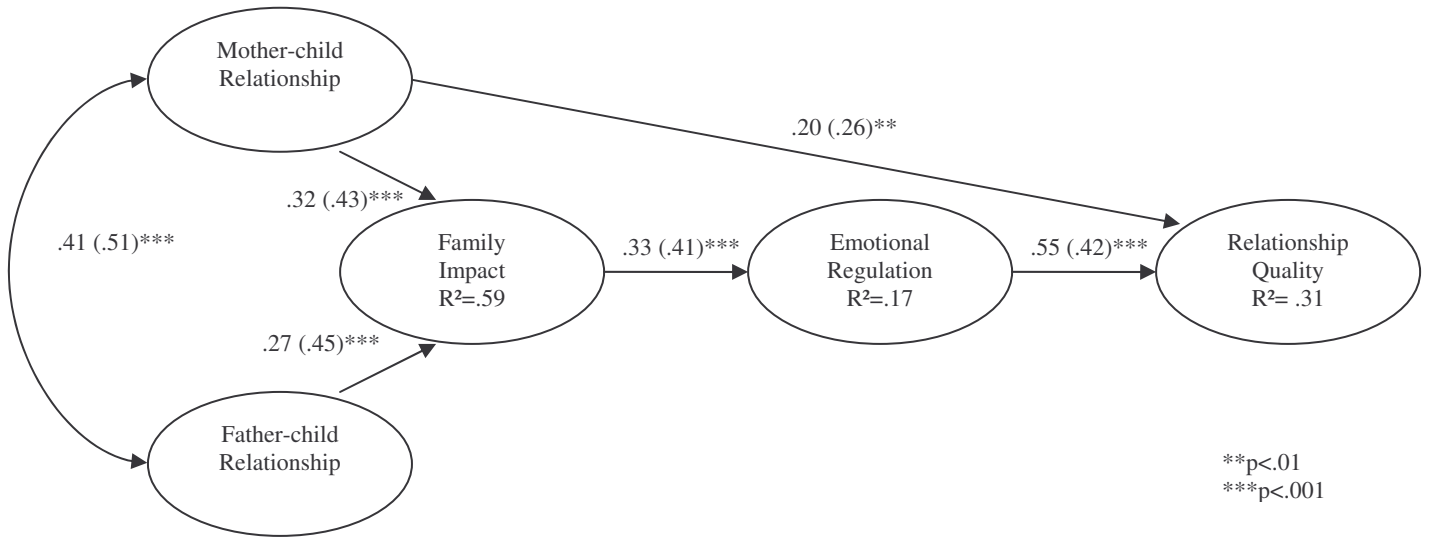 Mother-child
Relationship
.20 (.26)**
.32 (.43)***
.41 (.51)***
Family
Impact
R²=.59
.33 (.41)***
Emotional
Regulation
R²=.17
.55 (.42)***
Relationship
Quality
R²= .31
.27 (.45)***
Father-child
Relationship
**p<.01
***p<.001